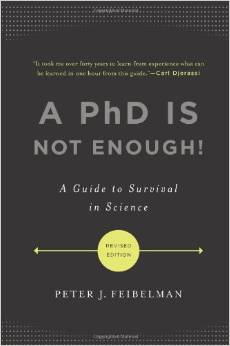 "It took me over forty years to learn from experience what can
be learned in one hour from this guide."—Carl Djerassi
A PhD IS
NOT ENOUGH!
A Guide to Survival
in Science
REVISED
EDITION
PETER J. FEIBELMAN